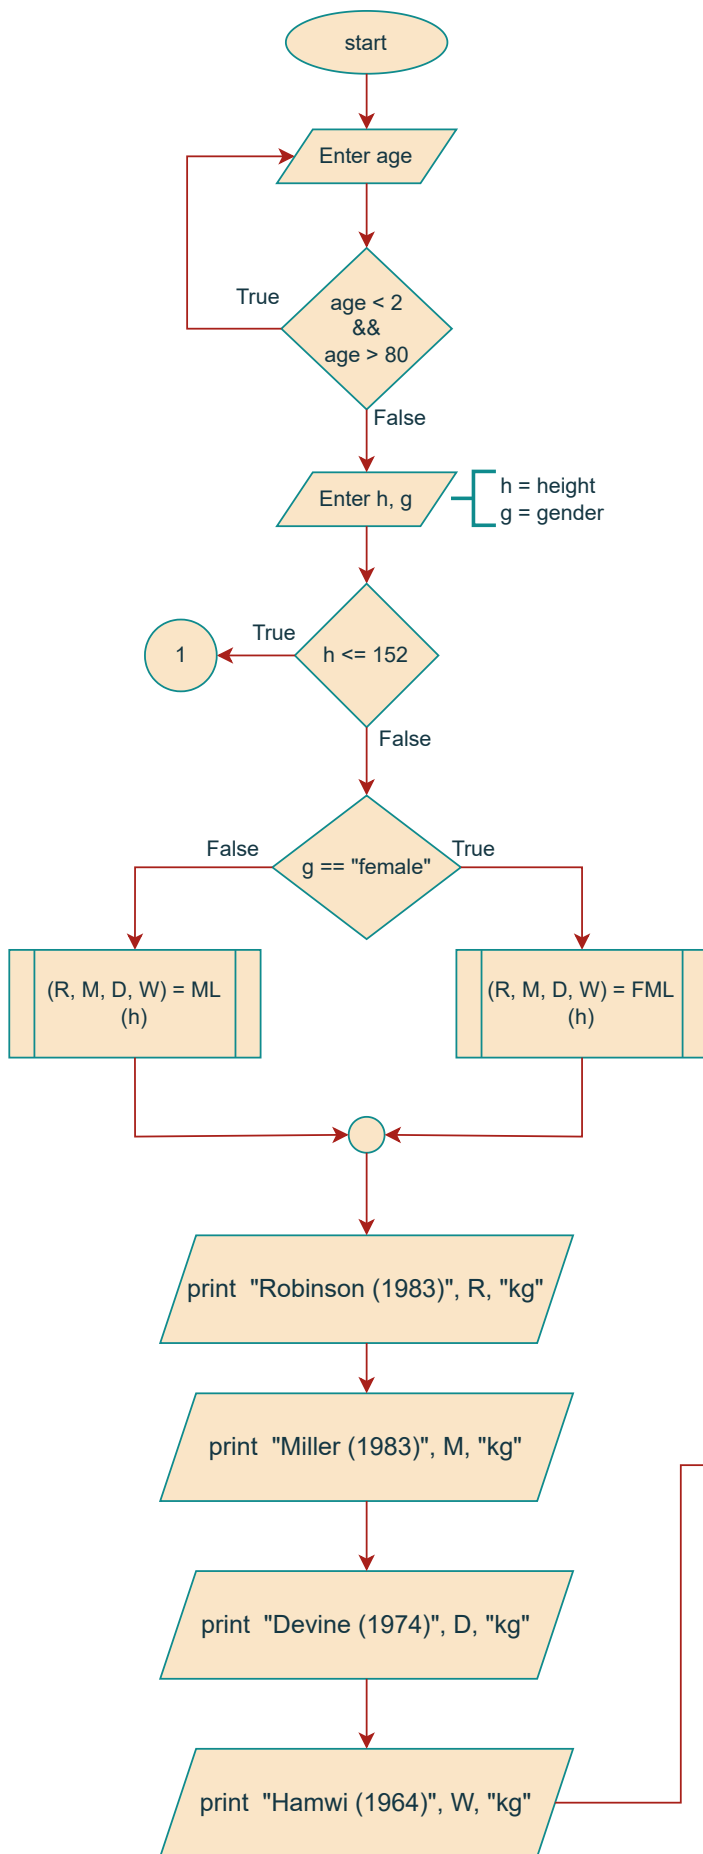 start
Enter age
True
age < 2
&&
age > 80
False
Enter h, g
h = height
g = gender
True
1
h <= 152
False
False
g == "female"
True
(R, M, D, W) = ML
(h)
(R, M, D, W) = FML
(h)
print  "Robinson (1983)", R, "kg"
print  "Miller (1983)", M, "kg"
print  "Devine (1974)", D, "kg"
print  "Hamwi (1964)", W, "kg"